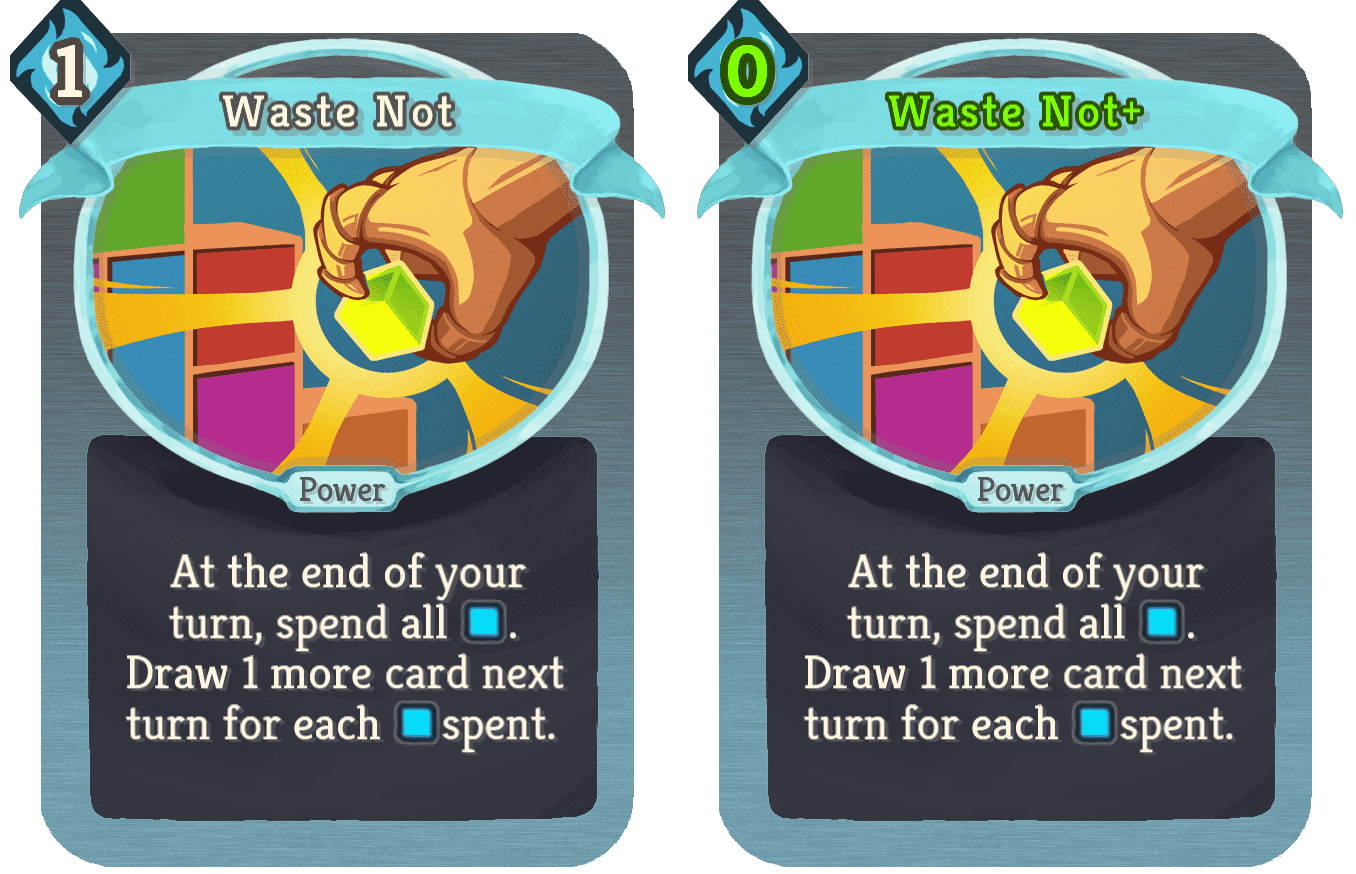 1
Waste Not
Power
At the end of your
turn, spend all .
Draw 1 more card next
turn for each spent.
0
Waste Not+
Power
At the end of your
turn, spend all .
Draw 1 more card next
turn for each spent.